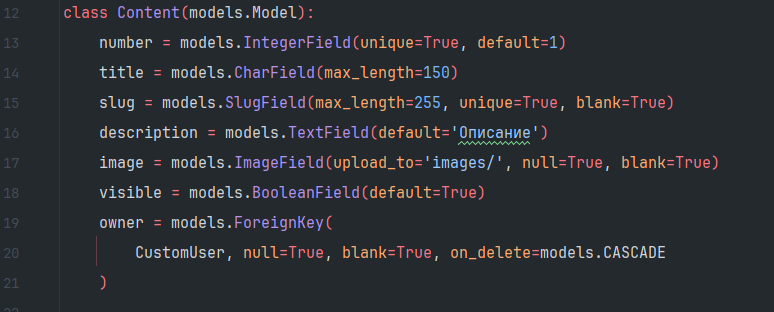 12 class Content(models.Model):
13 number = models.IntegerField(unique=True, default=1)
14 title = models.CharField(max_length=150)
15 slug = models.SlugField(max_length=255, unique=True, blank=True)
16 description = models.TextField(default='Описание')
17 image = models.ImageField(upload_to='images/', null=True, blank=True)
18 visible = models.BooleanField(default=True)
19 owner = models.ForeignKey(
20 CustomUser, null=True, blank=True, on_delete=models.CASCADE
21 )